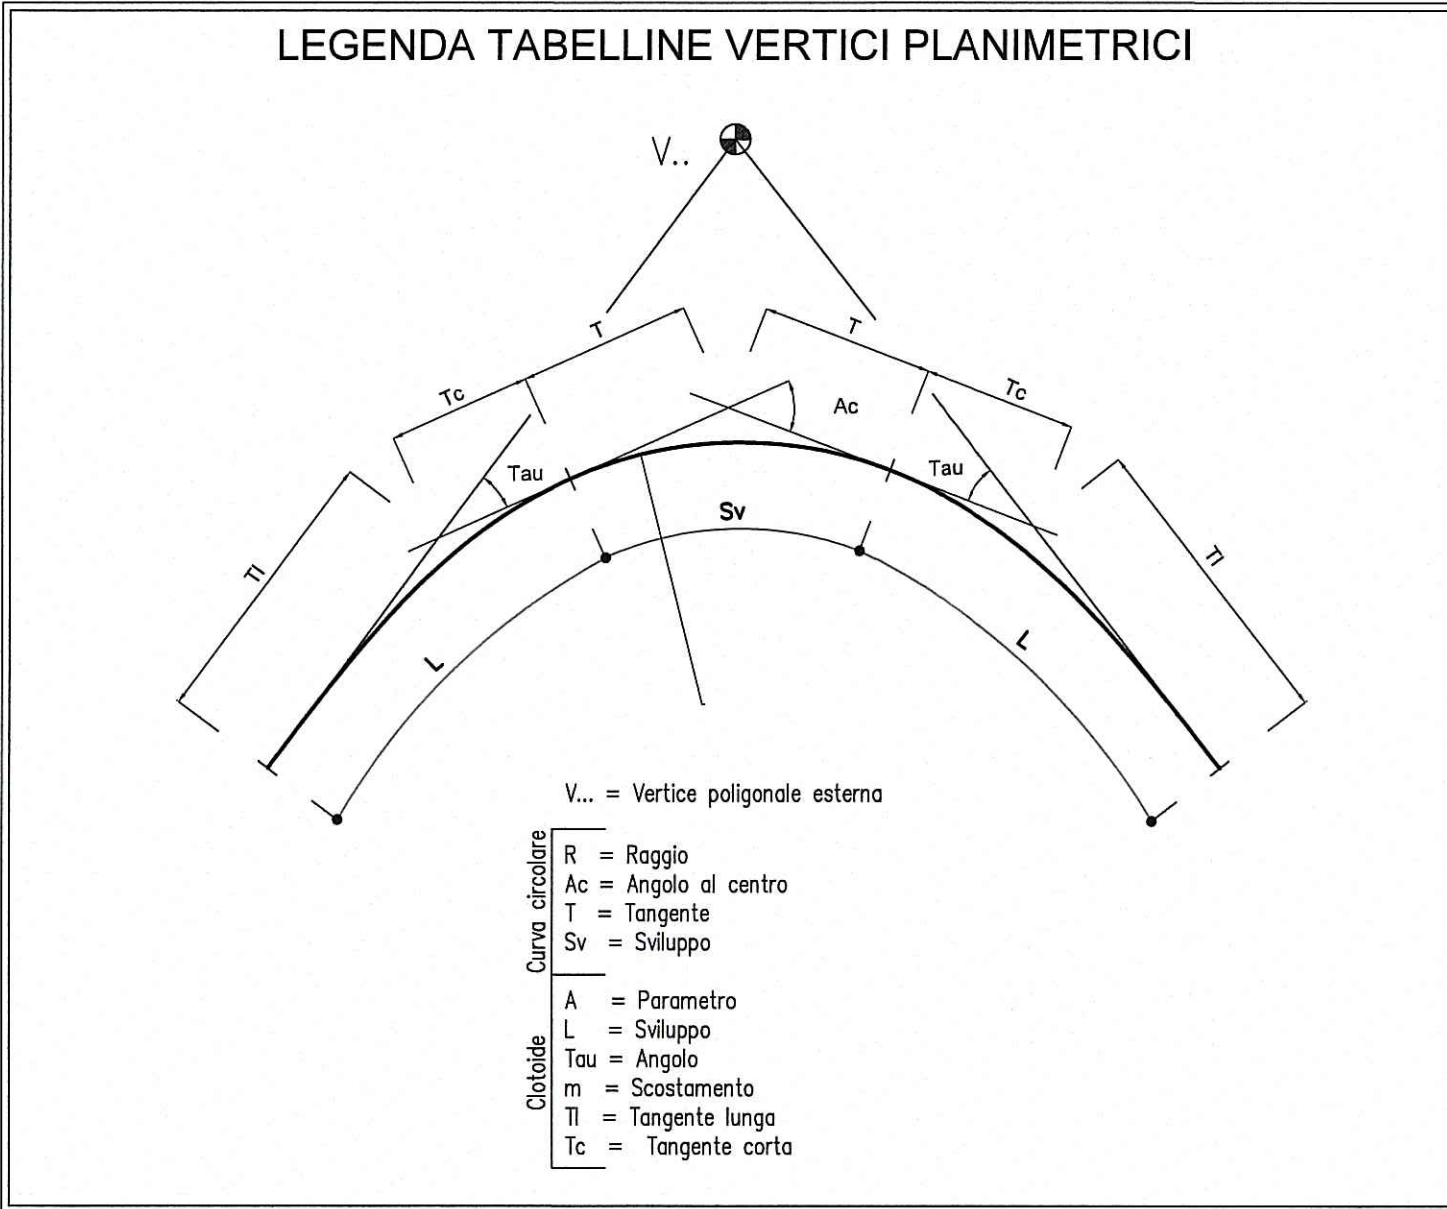 LEGENDA TABELLINE VERTICI PLANIMETRICI
V..
T
T
Tc
Tc
Ac
Tau
Tau
Sv
Tl
Tl
L
L
V... = Vertice poligonale esterna
Curva circolare
R = Raggio
Ac = Angolo al centro
T = Tangente
Sv = Sviluppo
Clotoide
A = Parametro
L = Sviluppo
Tau = Angolo
m = Scostamento
Tl = Tangente lunga
Tc = Tangente corta